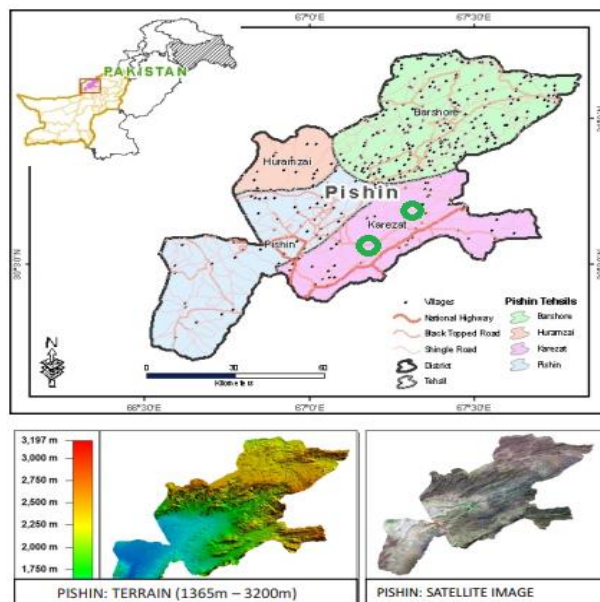 67°0'E
67°30'E
PAKISTAN
Barshore
Huramzai
Pishin
Karezat
Pishin
30°30'N
Villages
National Highway
Black Topped Road
Shingle Road
District
Tehsil
Pishin Tehsils
Barshore
Huramzai
Karezat
Pishin
N
0
30
60
Kilometers
66°30'E
67°0'E
67°30'E
3,197 m
3,000 m
2,500 m
2,250 m
2,000 m
1,750 m
PISHIN: TERRAIN (1365m – 3200m)
PISHIN: SATELLITE IMAGE